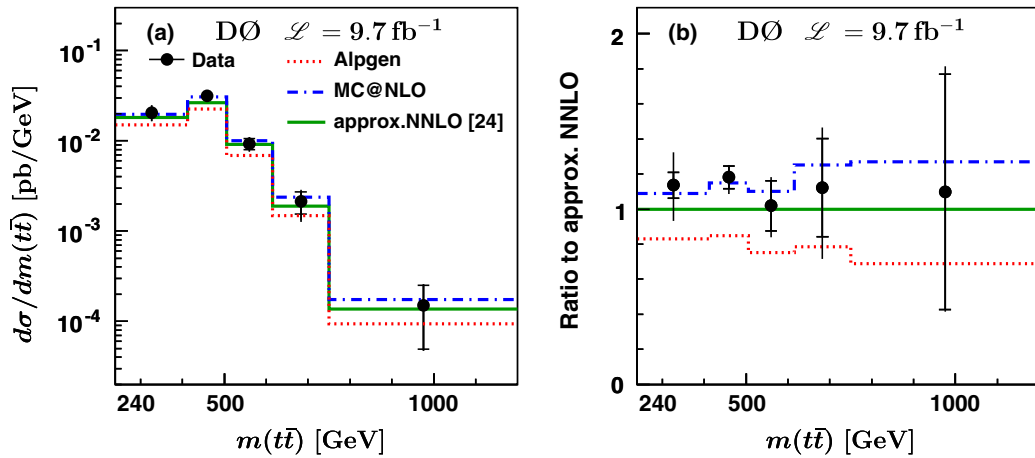 (a) DØ ℒ = 9.7 fb⁻¹
Data
Alpgen
MC@NLO
approx.NNLO [24]
10⁻¹
10⁻²
10⁻³
10⁻⁴
dσ/dm(tt̄) [pb/GeV]
240 500 1000
m(tt̄) [GeV]
(b) DØ ℒ = 9.7 fb⁻¹
2
1
0
Ratio to approx. NNLO
240 500 1000
m(tt̄) [GeV]